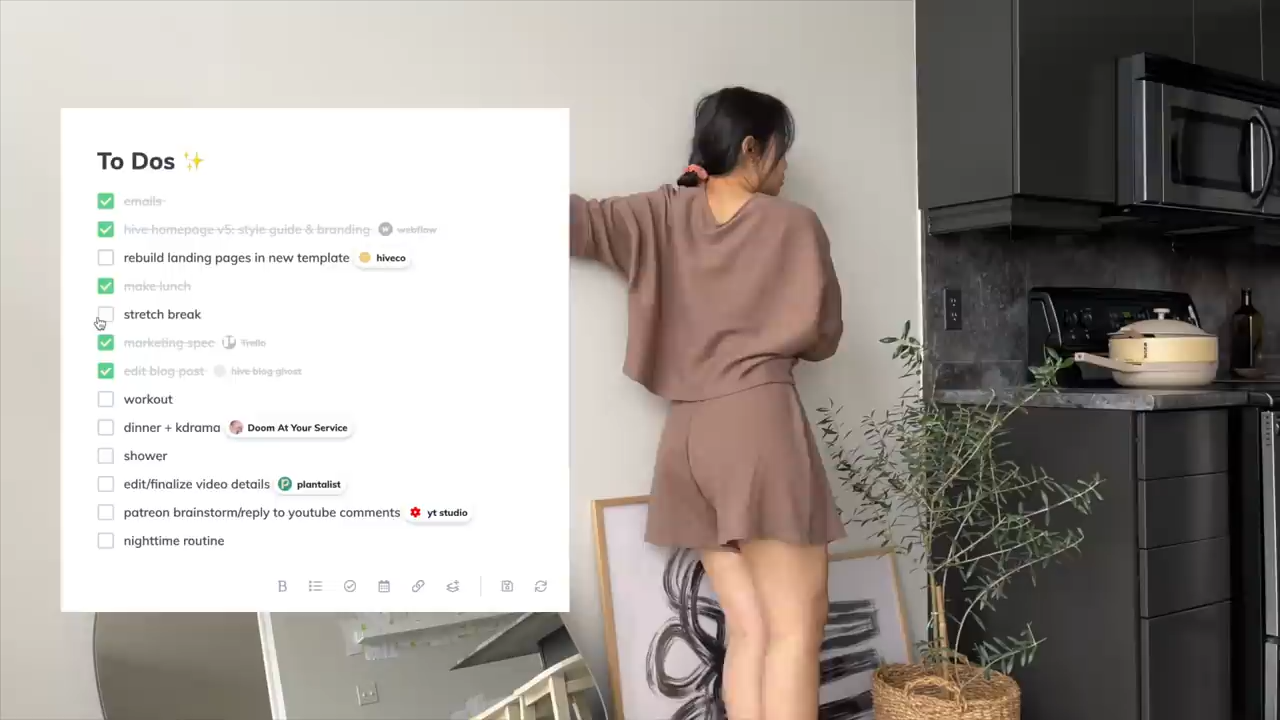 To Dos ✨
emails
hive homepage v5: style guide & branding webflow
rebuild landing pages in new template hiveco
make lunch
stretch break
marketing spec Trello
edit blog post hive blog ghost
workout
dinner + kdrama Doom At Your Service
shower
edit/finalize video details plantalist
patreon brainstorm/reply to youtube comments yt studio
nighttime routine
B